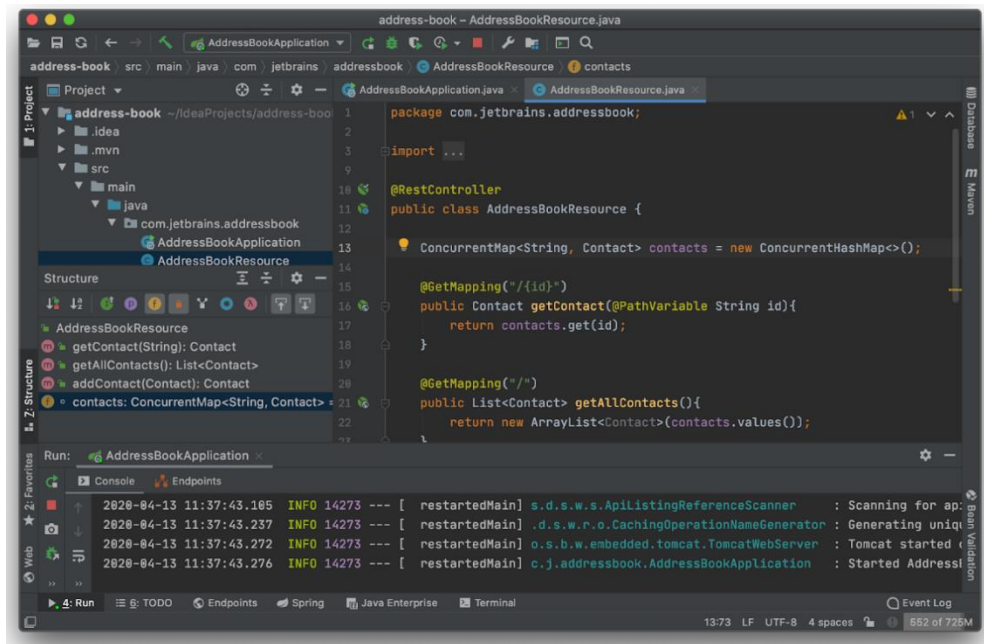 address-book – AddressBookResource.java
AddressBookApplication
address-book src main java com jetbrains addressbook AddressBookResource contacts
1: Project
Project
address-book ~/IdeaProjects/address-boo
.idea
.mvn
src
main
java
com.jetbrains.addressbook
AddressBookApplication
AddressBookResource
Structure
AddressBookResource
getContact(String): Contact
getAllContacts(): List<Contact>
addContact(Contact): Contact
contacts: ConcurrentMap<String, Contact> =
Z: Structure
AddressBookApplication.java AddressBookResource.java
1 package com.jetbrains.addressbook;
1
2
3 import ...
9
10 @RestController
11 public class AddressBookResource {
12
13 ConcurrentMap<String, Contact> contacts = new ConcurrentHashMap<>();
14
15 @GetMapping("/{id}")
16 public Contact getContact(@PathVariable String id){
17 return contacts.get(id);
18 }
19
20 @GetMapping("/")
21 public List<Contact> getAllContacts(){
22 return new ArrayList<Contact>(contacts.values());
23 }
Database
m Maven
Bean Validation
2: Favorites
Web
Run: AddressBookApplication
Console Endpoints
2020-04-13 11:37:43.105 INFO 14273 --- [ restartedMain] s.d.s.w.s.ApiListingReferenceScanner : Scanning for ap
2020-04-13 11:37:43.237 INFO 14273 --- [ restartedMain] .d.s.w.r.o.CachingOperationNameGenerator : Generating uniqu
2020-04-13 11:37:43.272 INFO 14273 --- [ restartedMain] o.s.b.w.embedded.tomcat.TomcatWebServer : Tomcat started
2020-04-13 11:37:43.276 INFO 14273 --- [ restartedMain] c.j.addressbook.AddressBookApplication : Started Address
4: Run 6: TODO Endpoints Spring Java Enterprise Terminal Event Log
13:73 LF UTF-8 4 spaces 552 of 725M